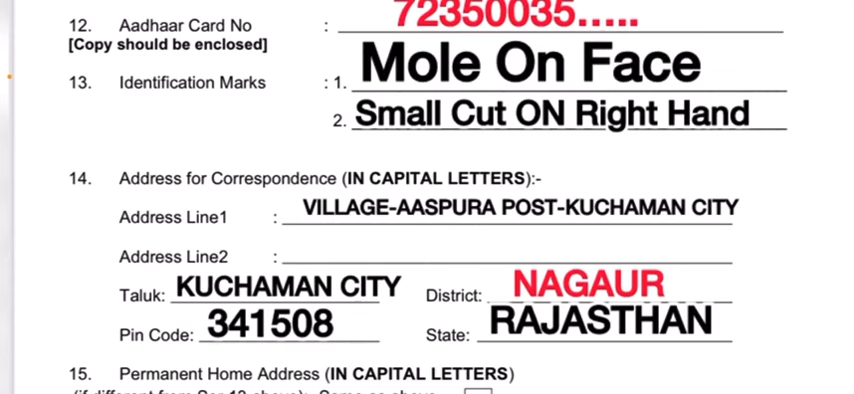 12. Aadhaar Card No : 72350035.....
[Copy should be enclosed]
13. Identification Marks : 1. Mole On Face
2. Small Cut ON Right Hand
14. Address for Correspondence (IN CAPITAL LETTERS):-
Address Line1 : VILLAGE-AASPURA POST-KUCHAMAN CITY
Address Line2 :
Taluk: KUCHAMAN CITY District: NAGAUR
Pin Code: 341508 State: RAJASTHAN
15. Permanent Home Address (IN CAPITAL LETTERS)